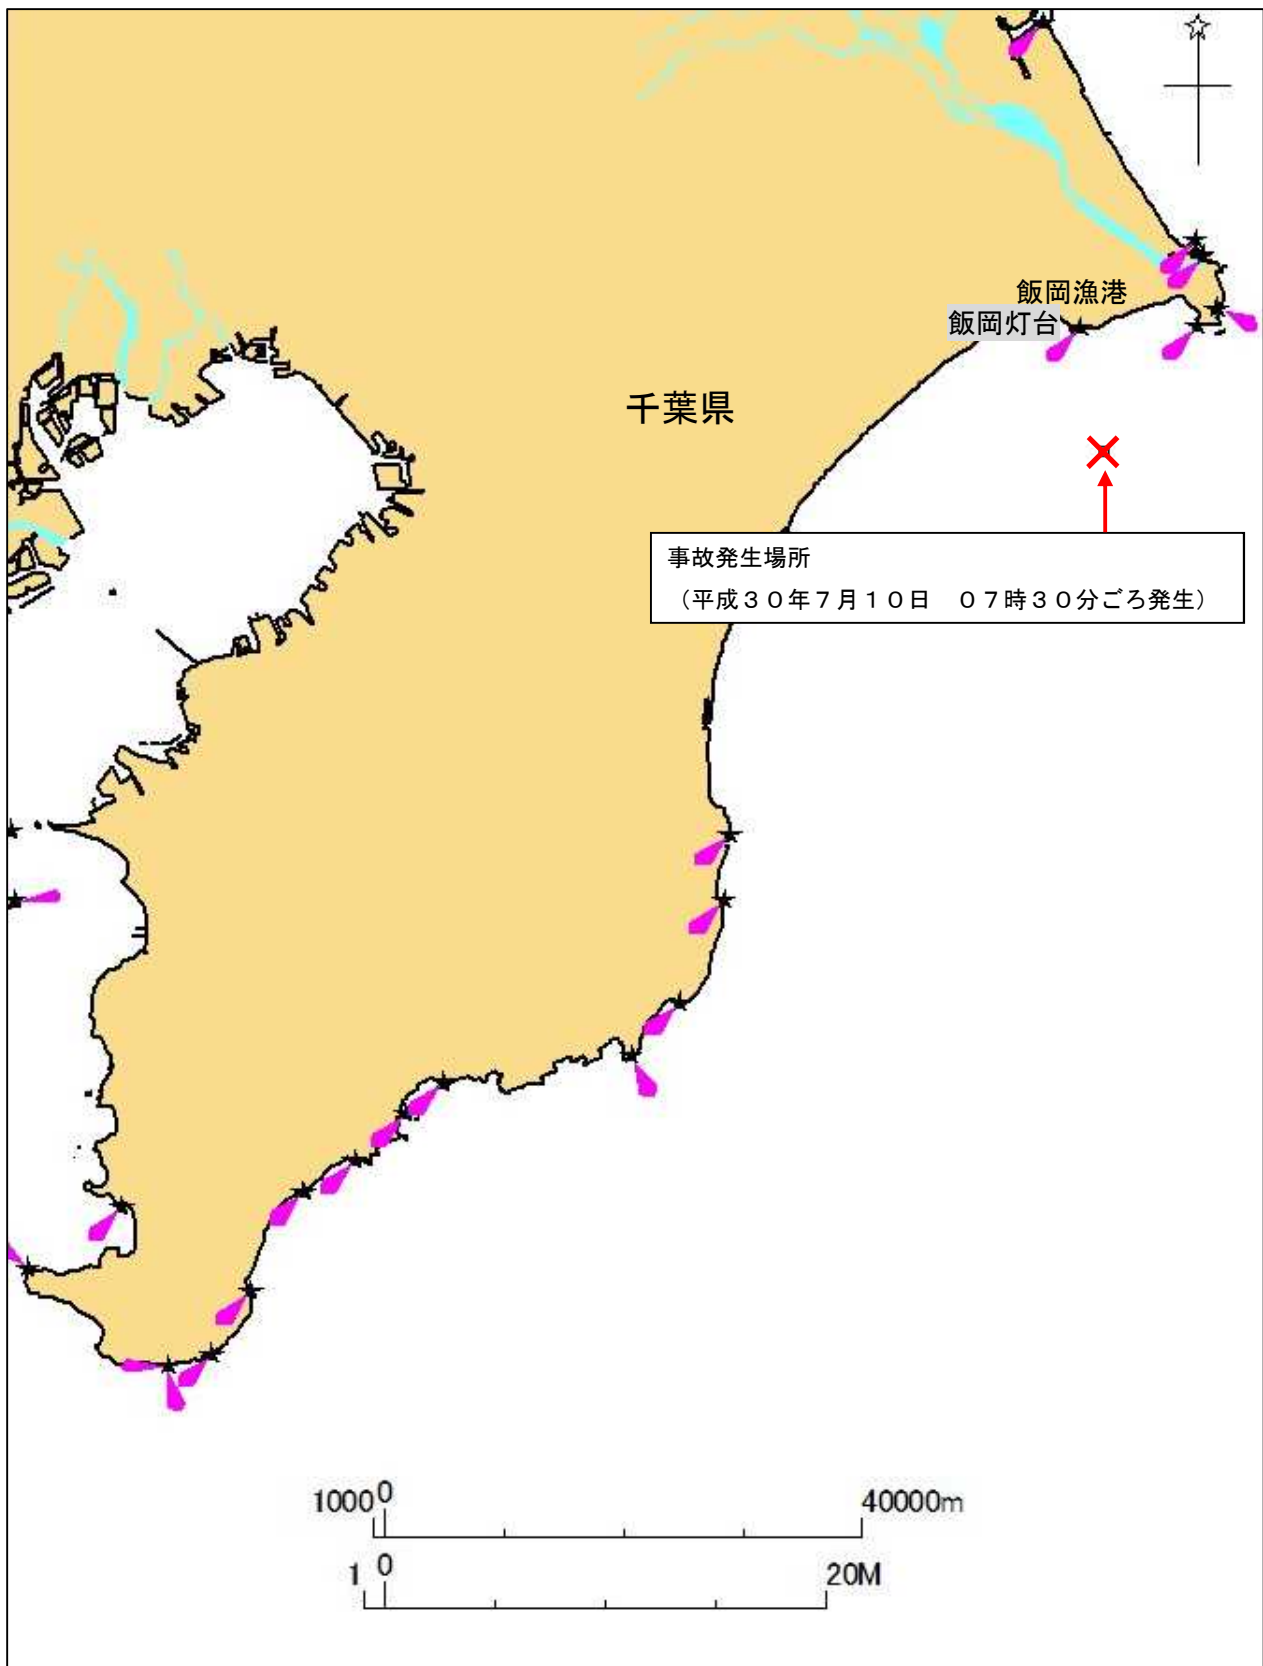 飯岡漁港
飯岡灯台
千葉県
事故発生場所
（平成３０年７月１０日　０７時３０分ごろ発生）
1000 0 40000m
1 0 20M